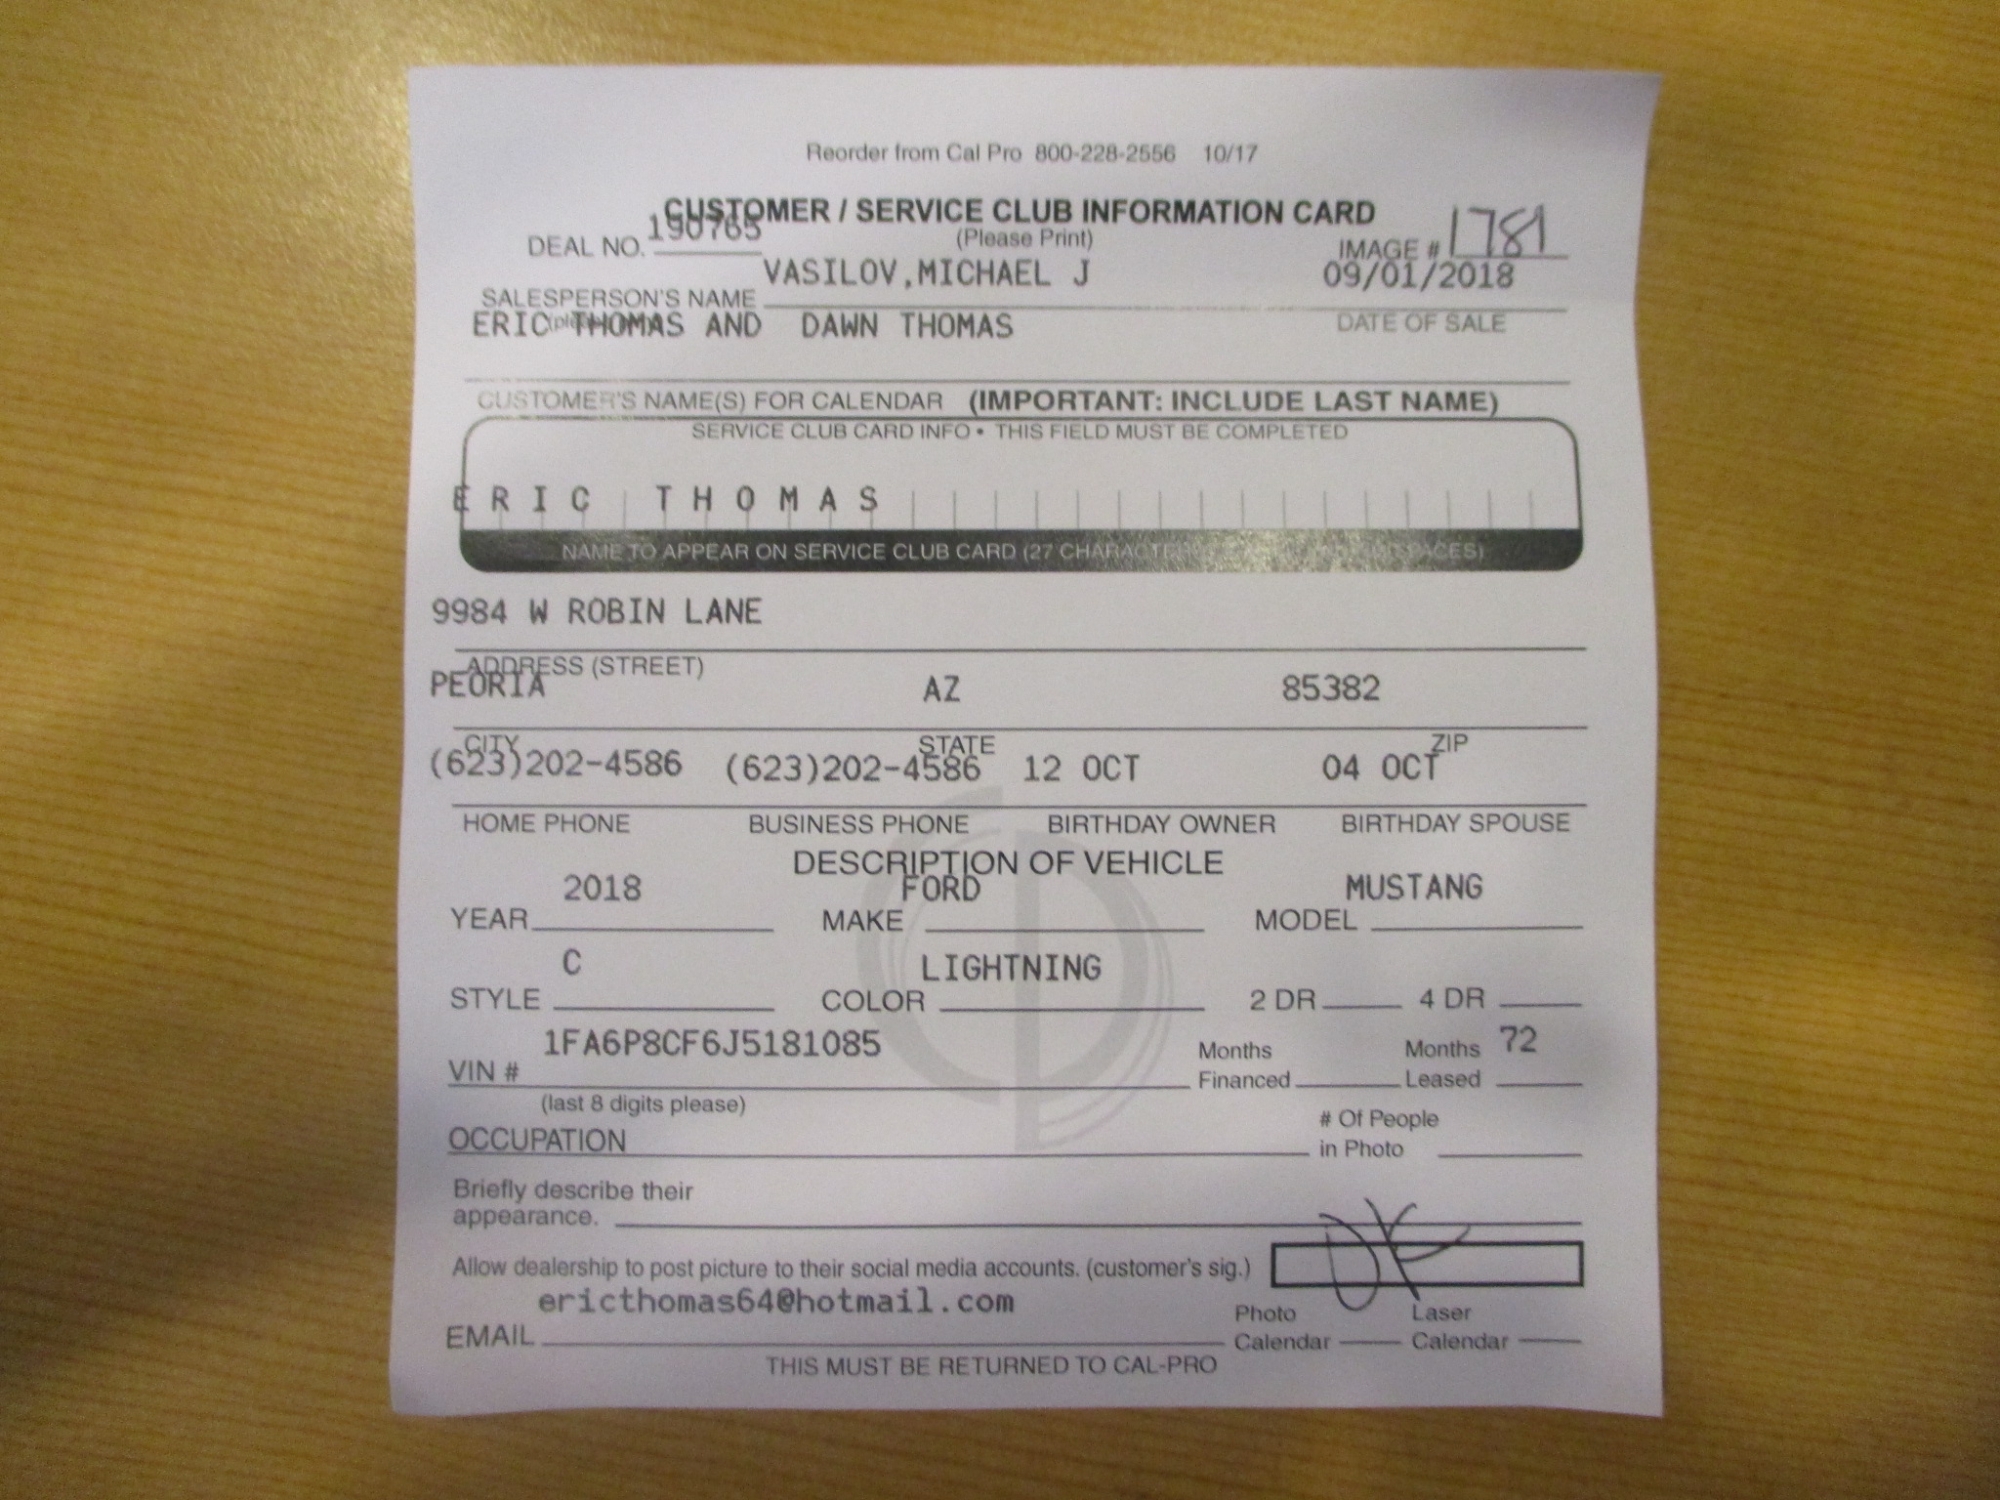 Reorder from Cal Pro 800-228-2556 10/17
CUSTOMER / SERVICE CLUB INFORMATION CARD
(Please Print)
DEAL NO. 190765
IMAGE # 1781
VASILOV,MICHAEL J
09/01/2018
SALESPERSON'S NAME
DATE OF SALE
ERIC THOMAS AND DAWN THOMAS
CUSTOMER'S NAME(S) FOR CALENDAR (IMPORTANT: INCLUDE LAST NAME)
SERVICE CLUB CARD INFO • THIS FIELD MUST BE COMPLETED
ERIC THOMAS
NAME TO APPEAR ON SERVICE CLUB CARD (27 SPACES)
9984 W ROBIN LANE
ADDRESS (STREET)
PEORIA AZ 85382
CITY STATE ZIP
(623)202-4586 (623)202-4586 12 OCT 04 OCT
HOME PHONE BUSINESS PHONE BIRTHDAY OWNER BIRTHDAY SPOUSE
DESCRIPTION OF VEHICLE
2018 FORD MUSTANG
YEAR MAKE MODEL
C LIGHTNING
STYLE COLOR 2 DR 4 DR
1FA6P8CF6J5181085
VIN # Months Financed Months Leased 72
(last 8 digits please)
OCCUPATION # Of People in Photo
Briefly describe their
appearance.
Allow dealership to post picture to their social media accounts. (customer's sig.)
ericthomas64@hotmail.com
EMAIL Photo Calendar Laser Calendar
THIS MUST BE RETURNED TO CAL-PRO